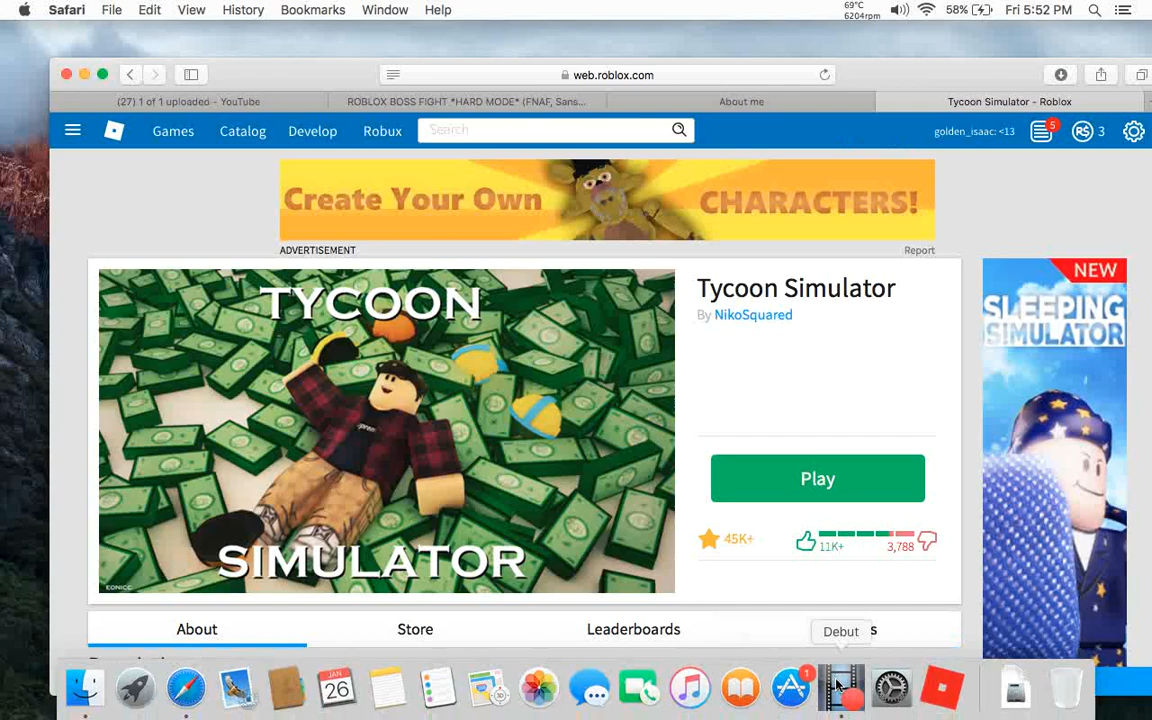 Safari File Edit View History Bookmarks Window Help 69°C 6204rpm 58% Fri 5:52 PM
web.roblox.com
(27) 1 of 1 uploaded - YouTube ROBLOX BOSS FIGHT *HARD MODE* (FNAF, Sans... About me Tycoon Simulator - Roblox
Games Catalog Develop Robux Search golden_isaac: <13 5 R$ 3
Create Your Own CHARACTERS!
ADVERTISEMENT Report
TYCOON
SIMULATOR
EONICC
Tycoon Simulator
By NikoSquared
Play
45K+ 11K+ 3,788
NEW
SLEEPING
SIMULATOR
About Store Leaderboards s
Debut
JAN
26
30
1